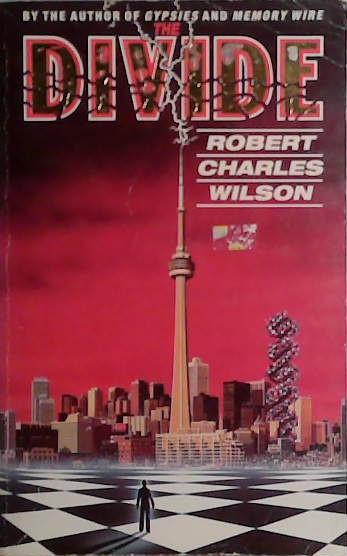 BY THE AUTHOR OF GYPSIES AND MEMORY WIRE
THE
DIVIDE
ROBERT
CHARLES
WILSON